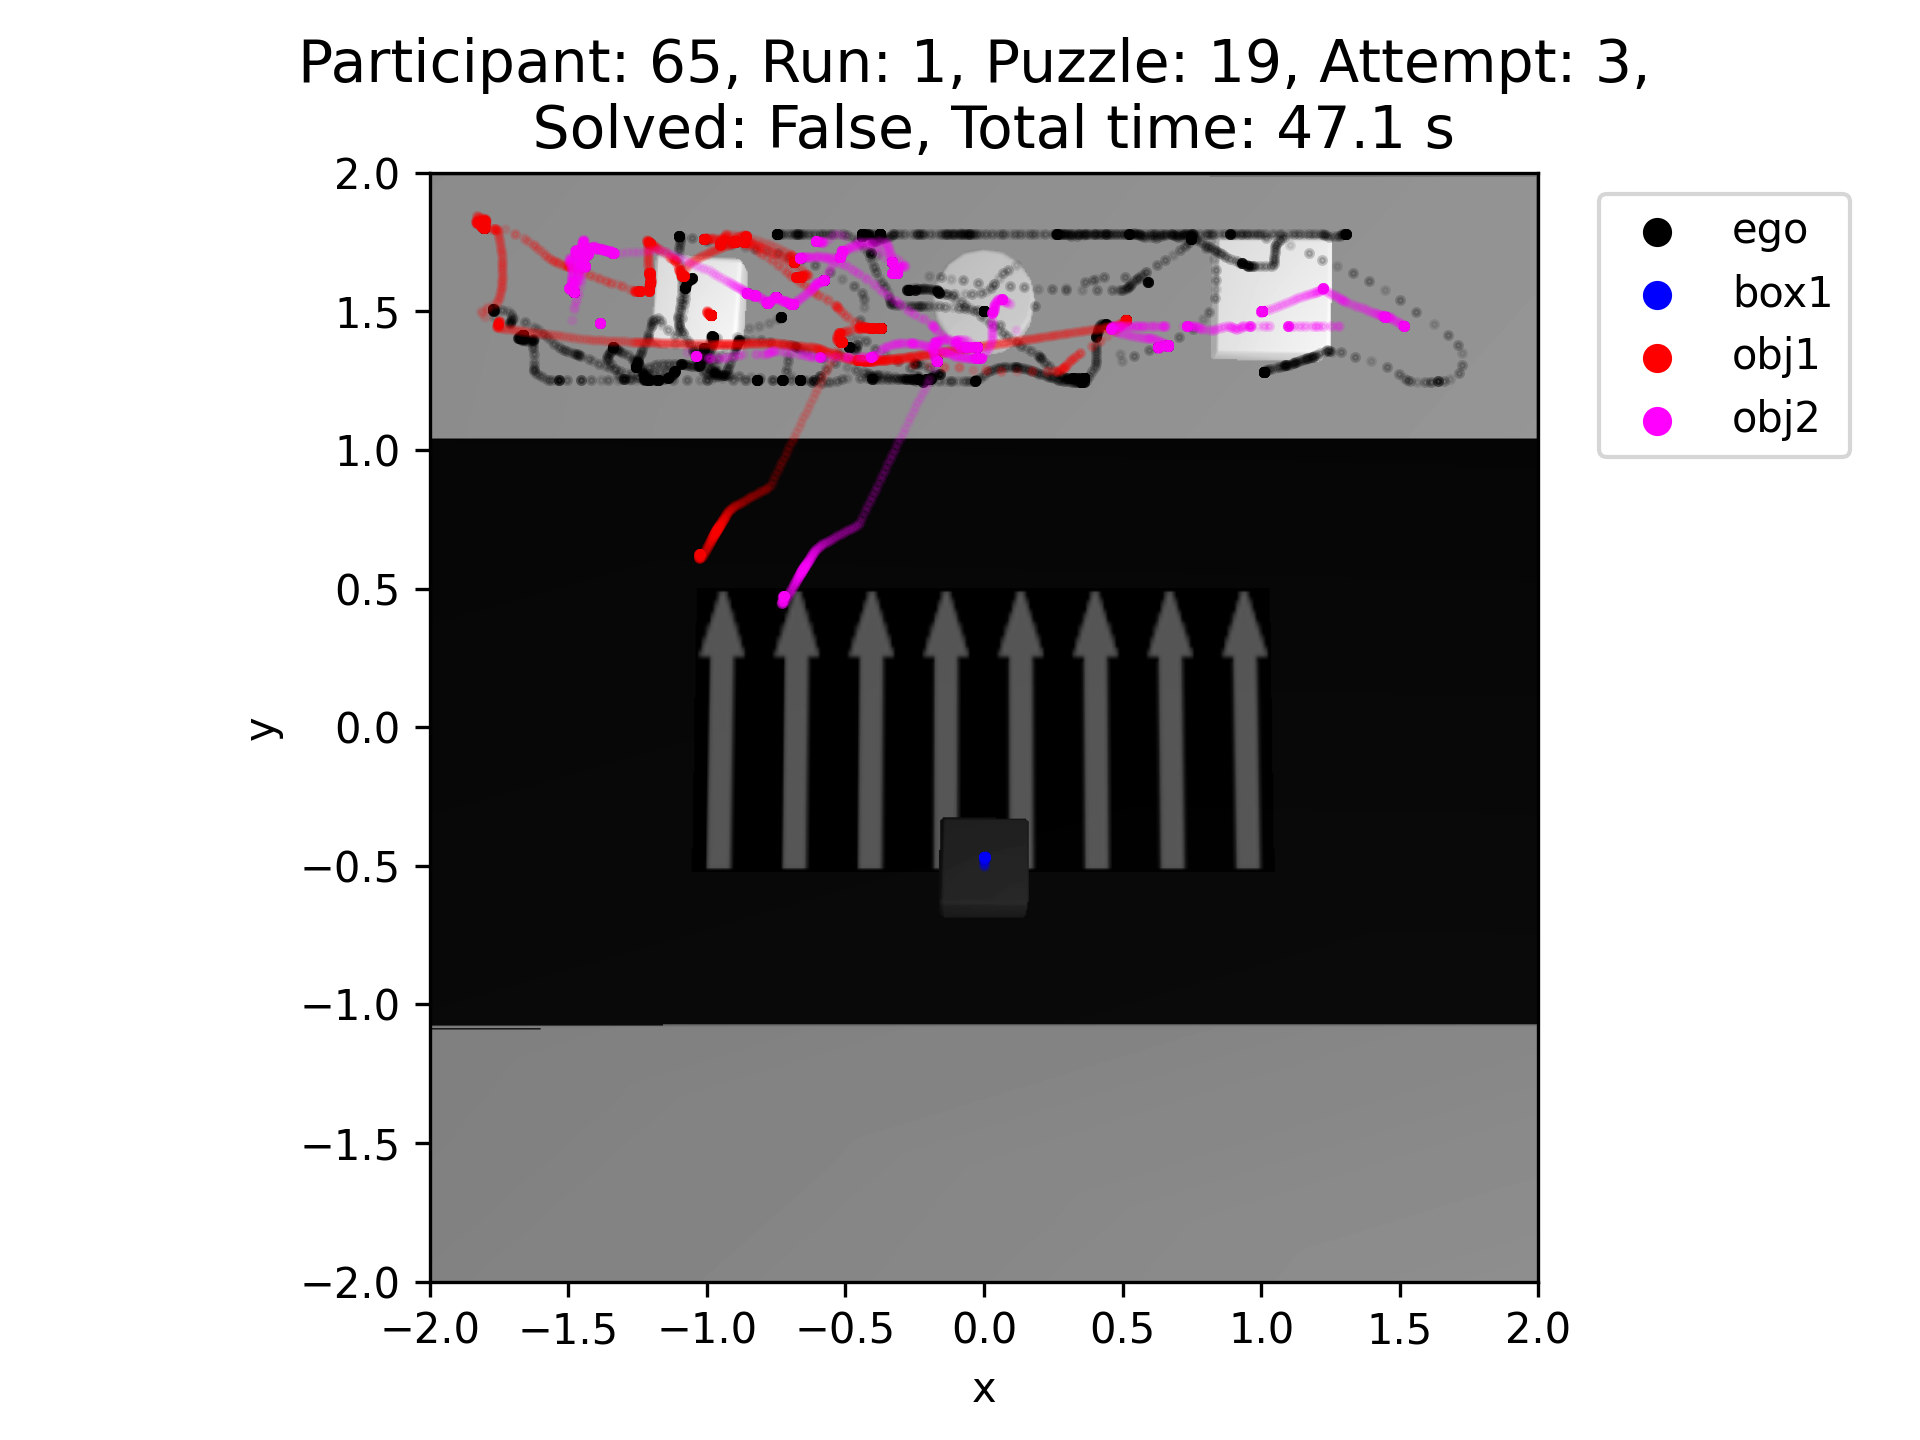 Participant: 65, Run: 1, Puzzle: 19, Attempt: 3,
Solved: False, Total time: 47.1 s
ego
box1
obj1
obj2
2.0
1.5
1.0
0.5
0.0
−0.5
−1.0
−1.5
−2.0
y
−2.0 −1.5 −1.0 −0.5 0.0 0.5 1.0 1.5 2.0
x